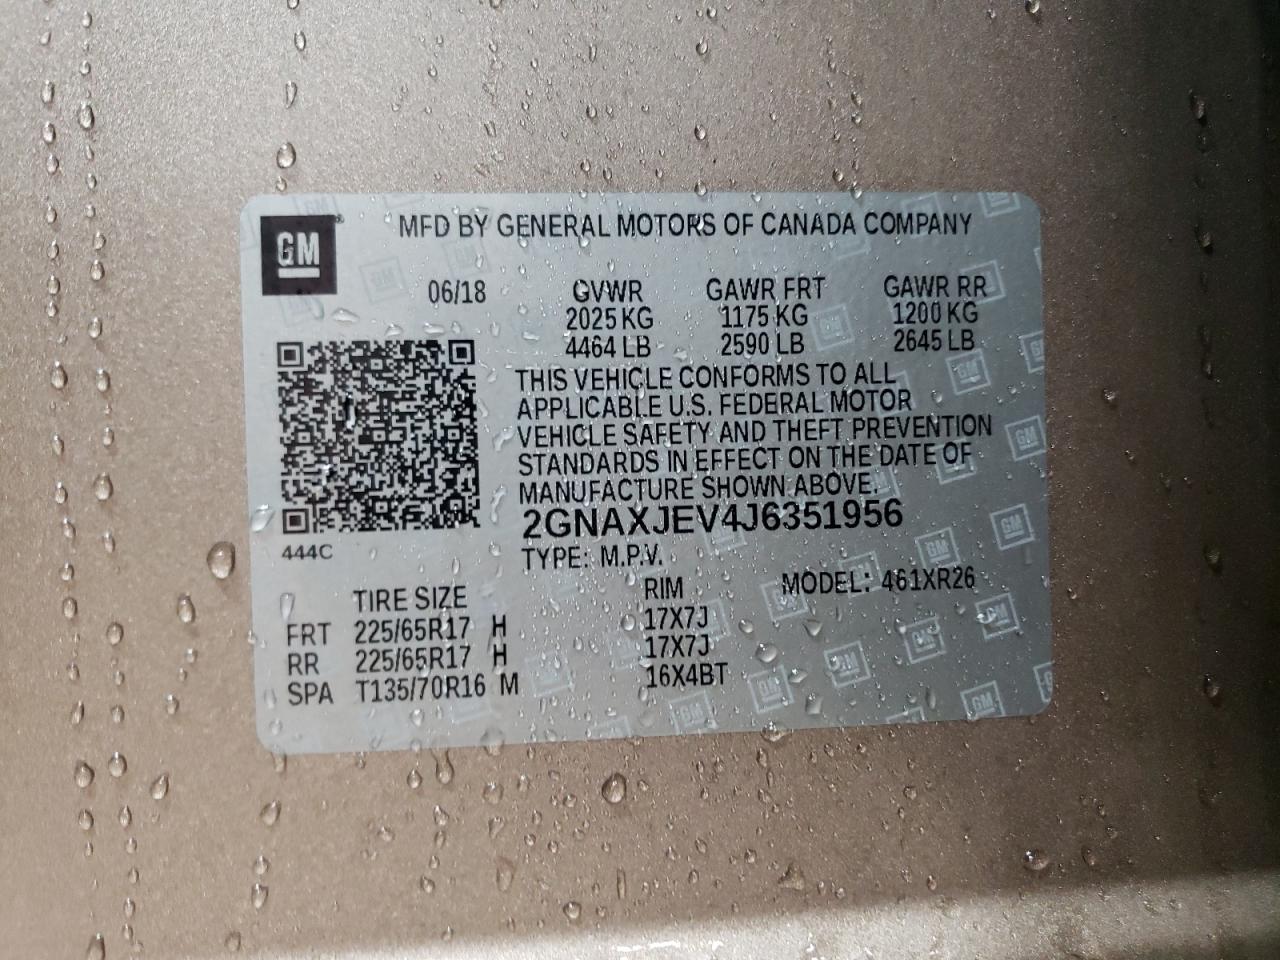 GM
MFD BY GENERAL MOTORS OF CANADA COMPANY
06/18 GVWR GAWR FRT GAWR RR
2025 KG 1175 KG 1200 KG
4464 LB 2590 LB 2645 LB
THIS VEHICLE CONFORMS TO ALL
APPLICABLE U.S. FEDERAL MOTOR
VEHICLE SAFETY AND THEFT PREVENTION
STANDARDS IN EFFECT ON THE DATE OF
MANUFACTURE SHOWN ABOVE.
2GNAXJEV4J6351956
444C
TYPE: M.P.V.
TIRE SIZE RIM MODEL: 461XR26
FRT 225/65R17 H 17X7J
RR 225/65R17 H 17X7J
SPA T135/70R16 M 16X4BT